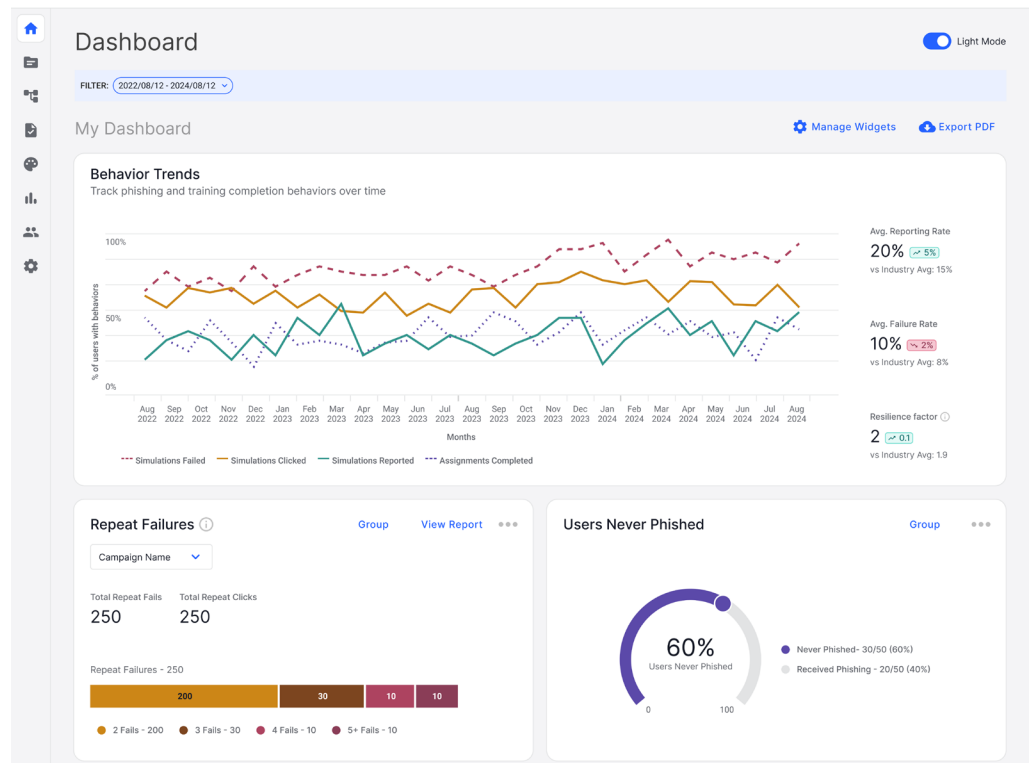 Dashboard
Light Mode
FILTER: 2022/08/12 - 2024/08/12
My Dashboard
Manage Widgets
Export PDF
Behavior Trends
Track phishing and training completion behaviors over time
% of users with behaviors
100%
50%
0%
Aug 2022
Sep 2022
Oct 2022
Nov 2022
Dec 2022
Jan 2023
Feb 2023
Mar 2023
Apr 2023
May 2023
Jun 2023
Jul 2023
Aug 2023
Sep 2023
Oct 2023
Nov 2023
Dec 2023
Jan 2024
Feb 2024
Mar 2024
Apr 2024
May 2024
Jun 2024
Jul 2024
Aug 2024
Months
Simulations Failed
Simulations Clicked
Simulations Reported
Assignments Completed
Avg. Reporting Rate
20% 5%
vs Industry Avg: 15%
Avg. Failure Rate
10% 2%
vs Industry Avg: 8%
Resilience factor
2 0.1
vs Industry Avg: 1.9
Repeat Failures
Group
View Report
Campaign Name
Total Repeat Fails
250
Total Repeat Clicks
250
Repeat Failures - 250
200
30
10
10
2 Fails - 200
3 Fails - 30
4 Fails - 10
5+ Fails - 10
Users Never Phished
Group
60%
Users Never Phished
0
100
Never Phished- 30/50 (60%)
Received Phishing - 20/50 (40%)